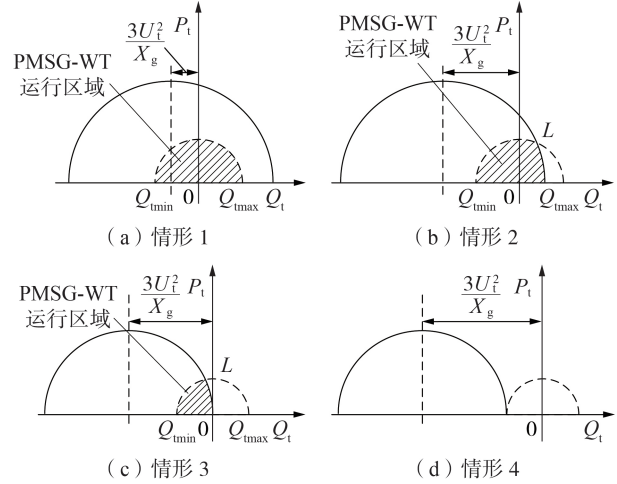 3U_t^2/X_g P_t
PMSG-WT
运行区域
Q_tmin 0 Q_tmax Q_t
（a）情形 1
3U_t^2/X_g P_t
PMSG-WT
运行区域
L
Q_tmin 0 Q_tmax Q_t
（b）情形 2
3U_t^2/X_g P_t
PMSG-WT
运行区域
L
Q_tmin 0 Q_tmax Q_t
（c）情形 3
3U_t^2/X_g P_t
0 Q_t
（d）情形 4